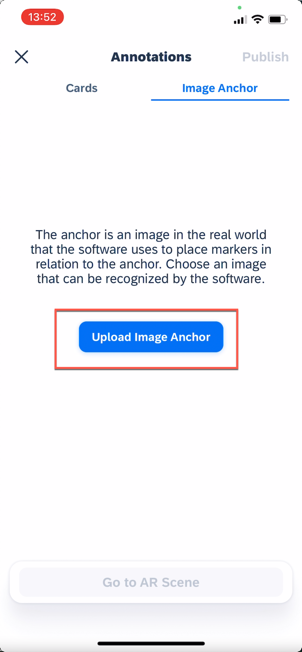 13:52
Annotations
Publish
Cards
Image Anchor
The anchor is an image in the real world
that the software uses to place markers in
relation to the anchor. Choose an image
that can be recognized by the software.
Upload Image Anchor
Go to AR Scene